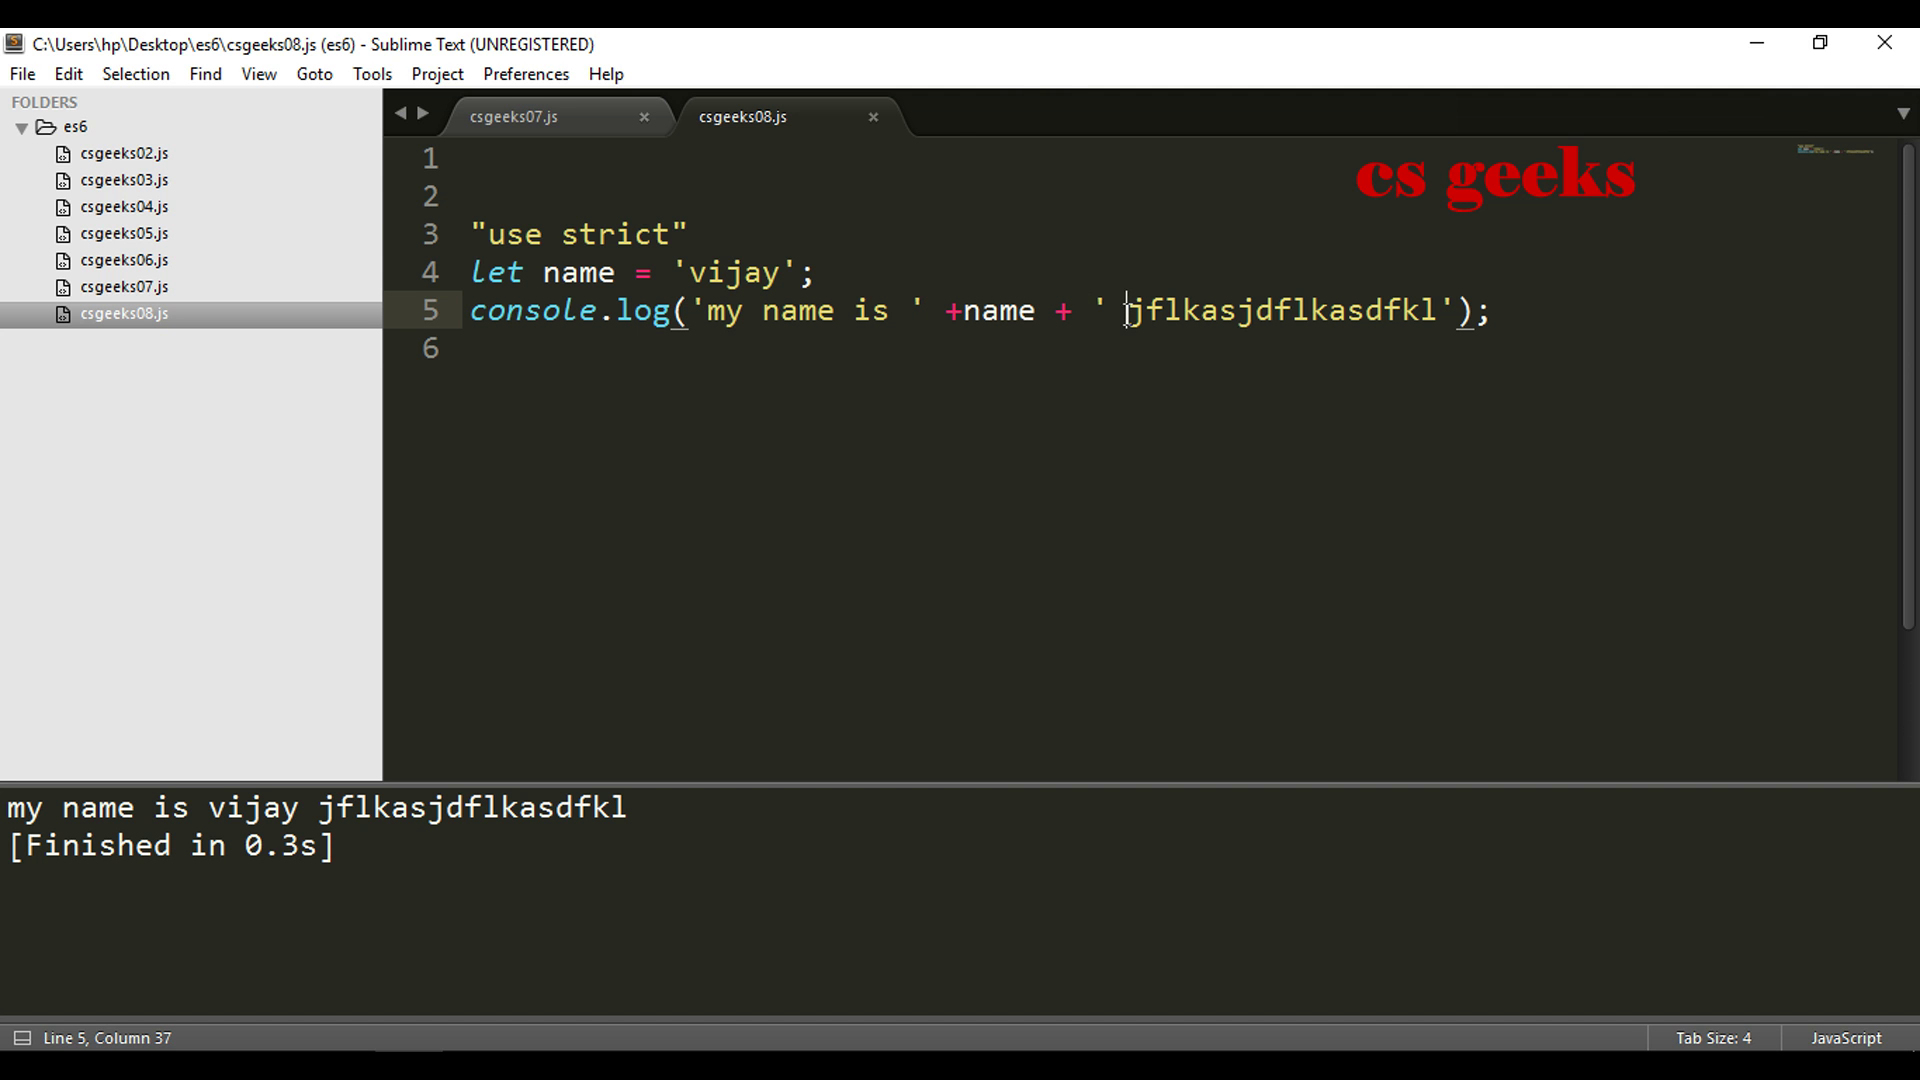 C:\Users\hp\Desktop\es6\csgeeks08.js (es6) - Sublime Text (UNREGISTERED)
File Edit Selection Find View Goto Tools Project Preferences Help
FOLDERS
es6
csgeeks02.js
csgeeks03.js
csgeeks04.js
csgeeks05.js
csgeeks06.js
csgeeks07.js
csgeeks08.js
csgeeks07.js csgeeks08.js
cs geeks
1
2
3 "use strict"
4 let name = 'vijay';
5 console.log('my name is ' +name + ' jflkasjdflkasdfkl');
6
my name is vijay jflkasjdflkasdfkl
[Finished in 0.3s]
Line 5, Column 37 Tab Size: 4 JavaScript